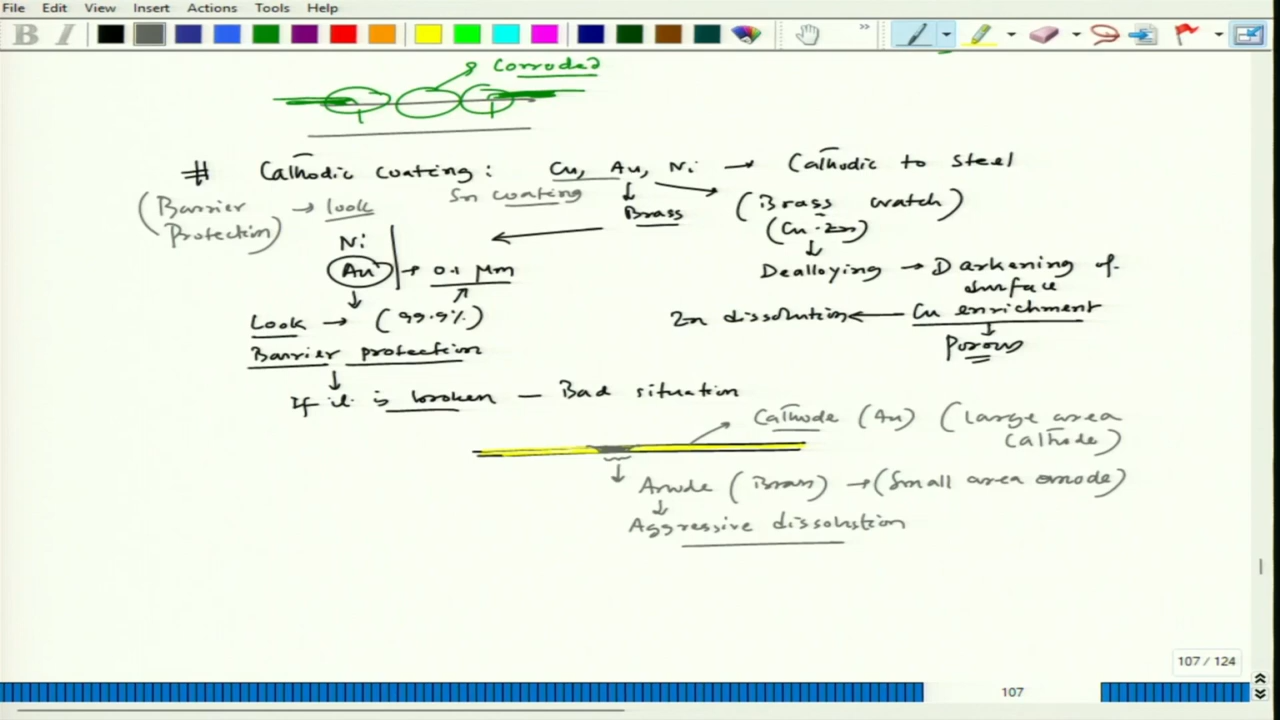 File Edit View Insert Actions Tools Help
B I
Corroded
# Cathodic coating : Cu, Au, Ni → Cathodic to steel
(Barrier Protection) → look
Sn coating
Brass
(Brass watch)
(Cu-Zn)
Ni
Au → 0.1 μm
Dealloying → Darkening of surface
Look → (99.9%)
Zn dissolution ← Cu enrichment
Barrier protection
Porous
If it is broken — Bad situation
Cathode (Au) (Large area Cathode)
Anode (Brass) → (Small area anode)
Aggressive dissolution
107 / 124
107